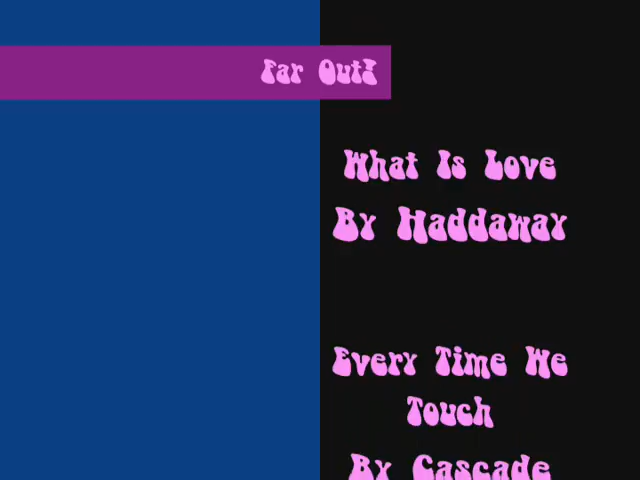 Far Out!
What Is Love
By Haddaway
Every Time We
Touch
By Cascade